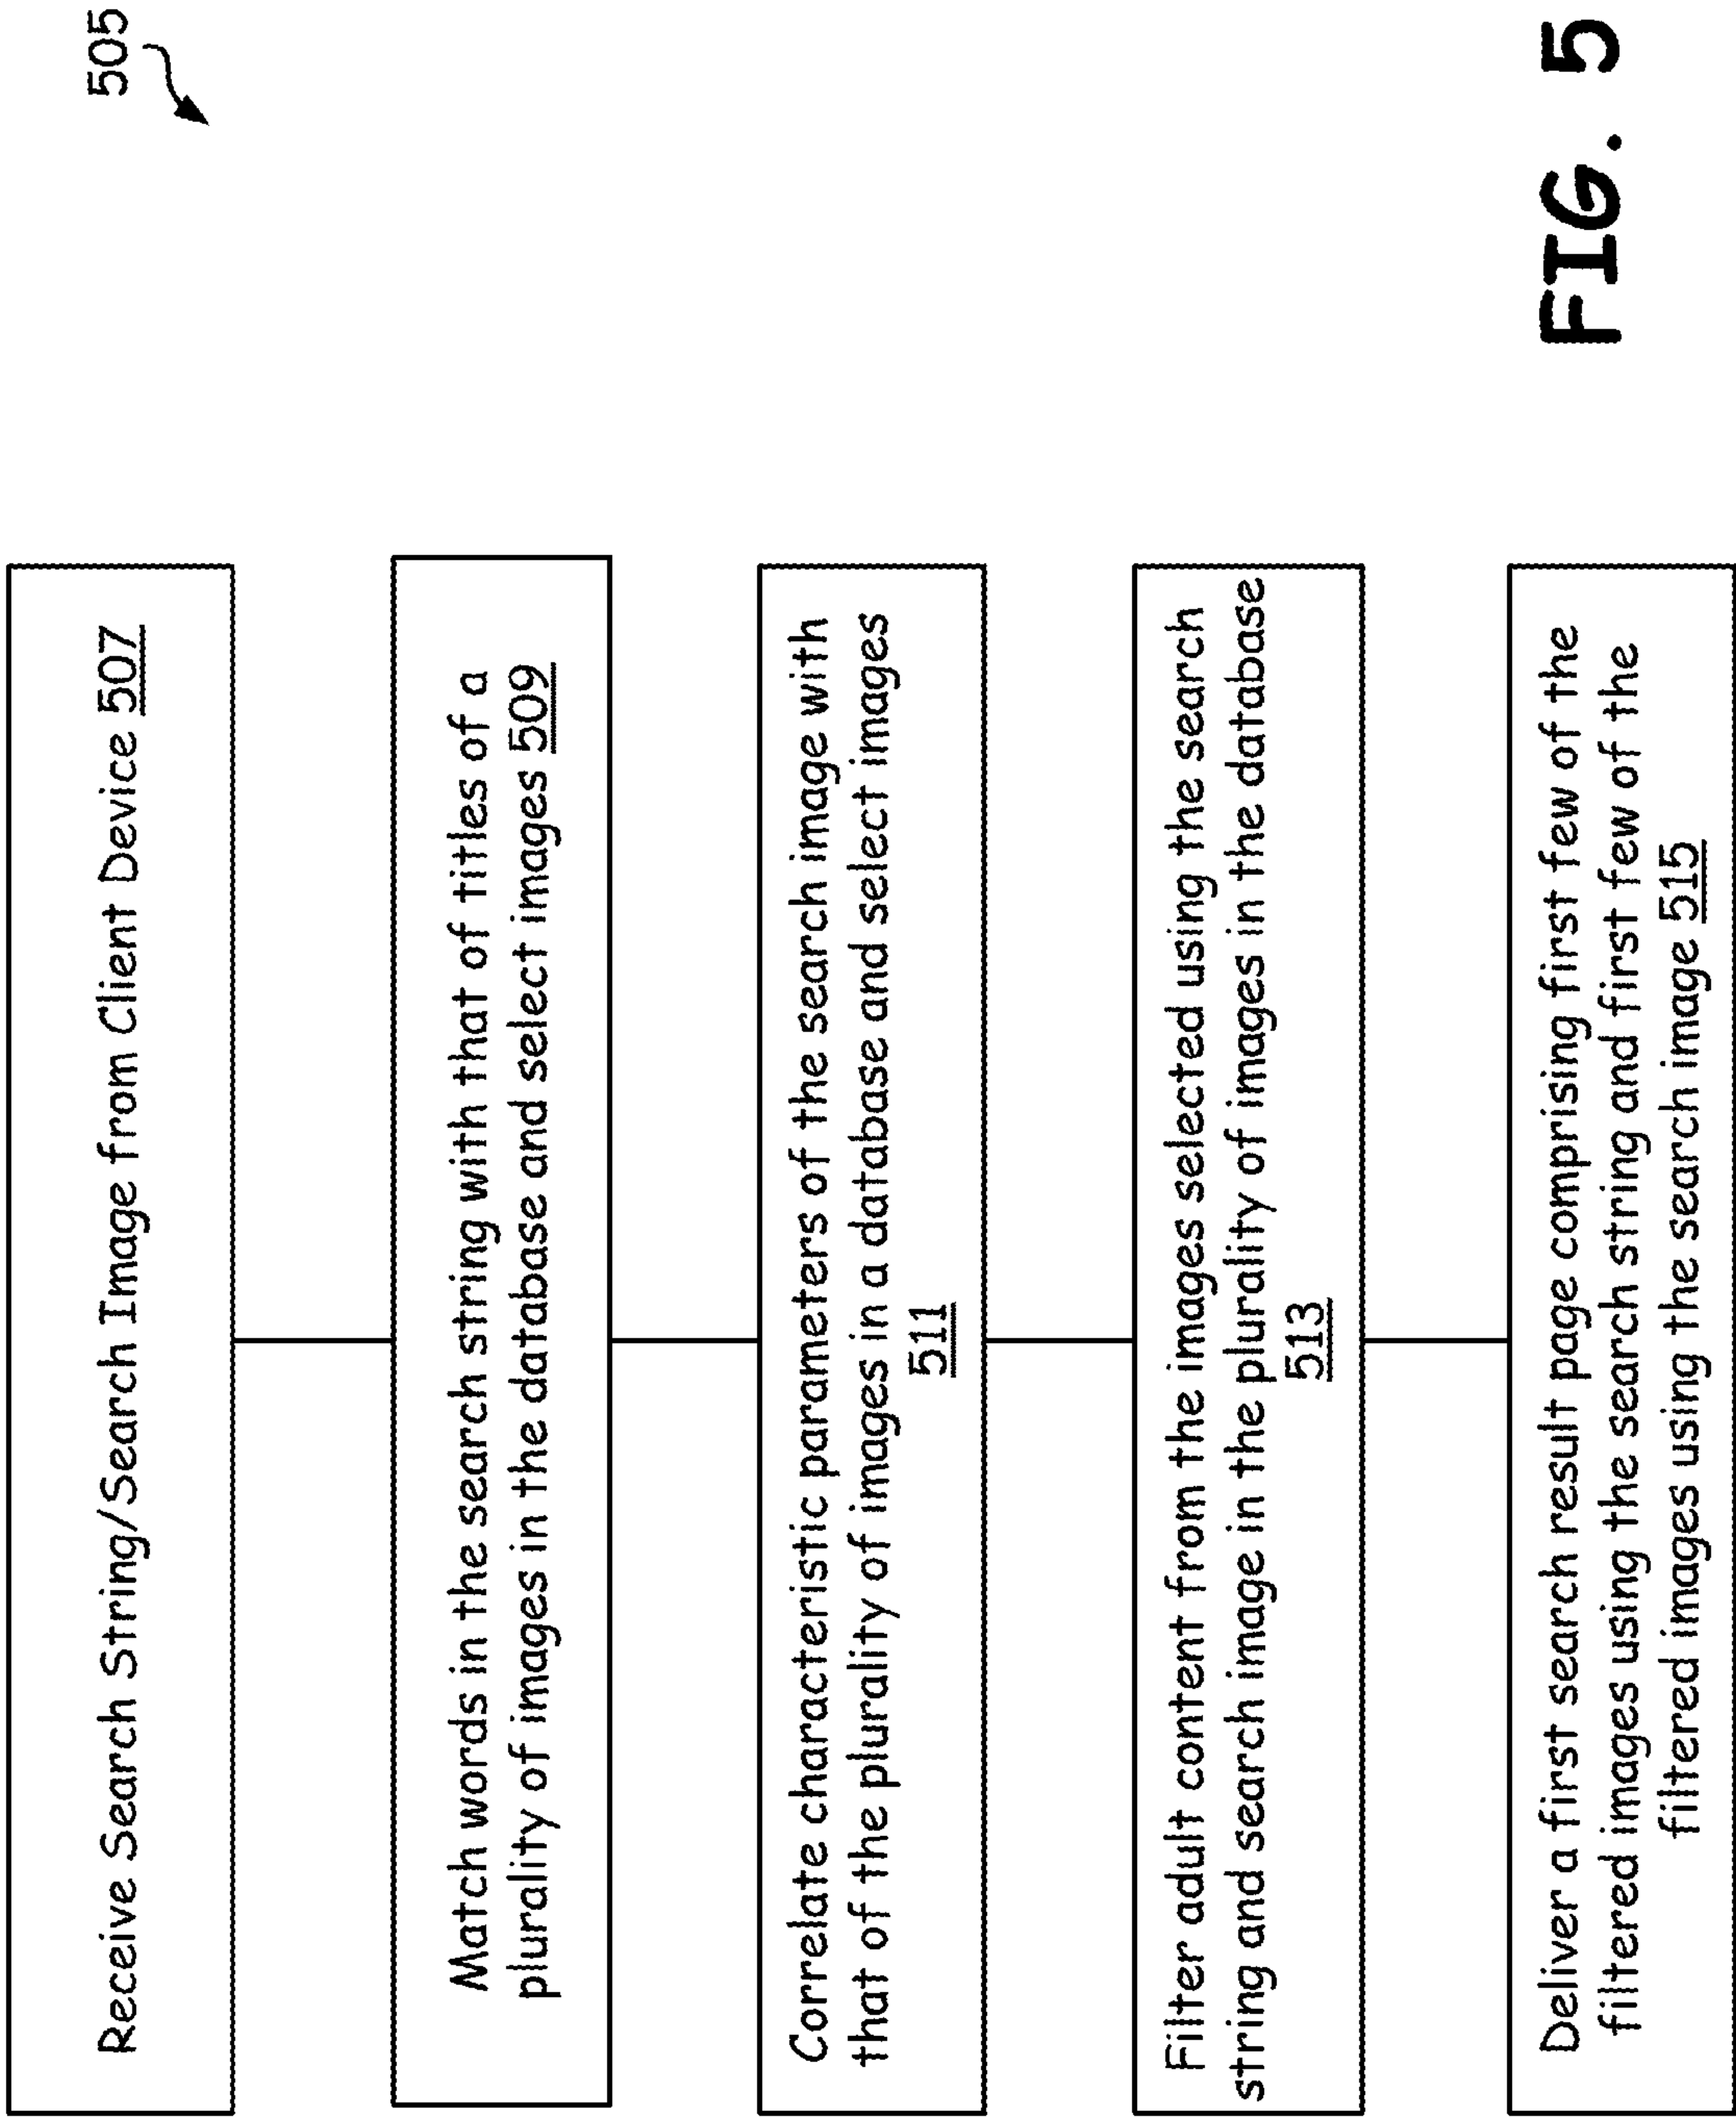 505
Receive Search String/Search Image from Client Device 507
Match words in the search string with that of titles of a
plurality of images in the database and select images 509
Correlate characteristic parameters of the search image with
that of the plurality of images in a database and select images
511
Filter adult content from the images selected using the search
string and search image in the plurality of images in the database
513
Deliver a first search result page comprising first few of the
filtered images using the search string and first few of the
filtered images using the search image 515
FIG. 5